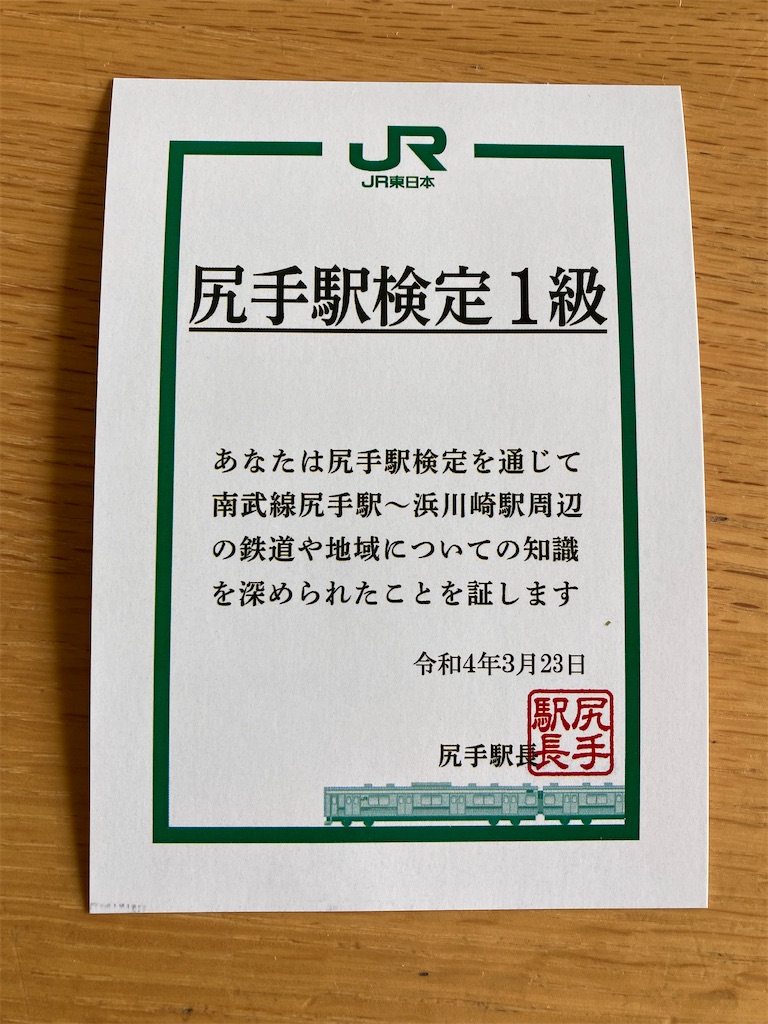 JR
JR東日本
尻手駅検定1級
あなたは尻手駅検定を通じて
南武線尻手駅～浜川崎駅周辺
の鉄道や地域についての知識
を深められたことを証します
令和4年3月23日
尻手駅長
尻手
駅長